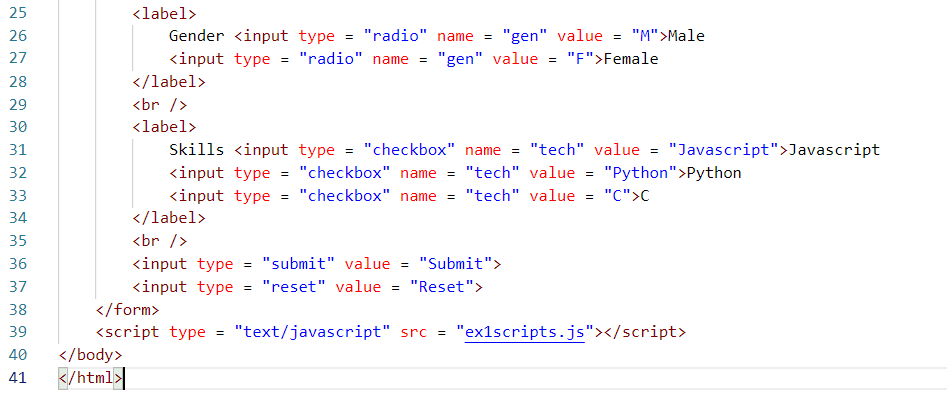 25 <label>
26 Gender <input type = "radio" name = "gen" value = "M">Male
27 <input type = "radio" name = "gen" value = "F">Female
28 </label>
29 <br />
30 <label>
31 Skills <input type = "checkbox" name = "tech" value = "Javascript">Javascript
32 <input type = "checkbox" name = "tech" value = "Python">Python
33 <input type = "checkbox" name = "tech" value = "C">C
34 </label>
35 <br />
36 <input type = "submit" value = "Submit">
37 <input type = "reset" value = "Reset">
38 </form>
39 <script type = "text/javascript" src = "ex1scripts.js"></script>
40 </body>
41 </html>